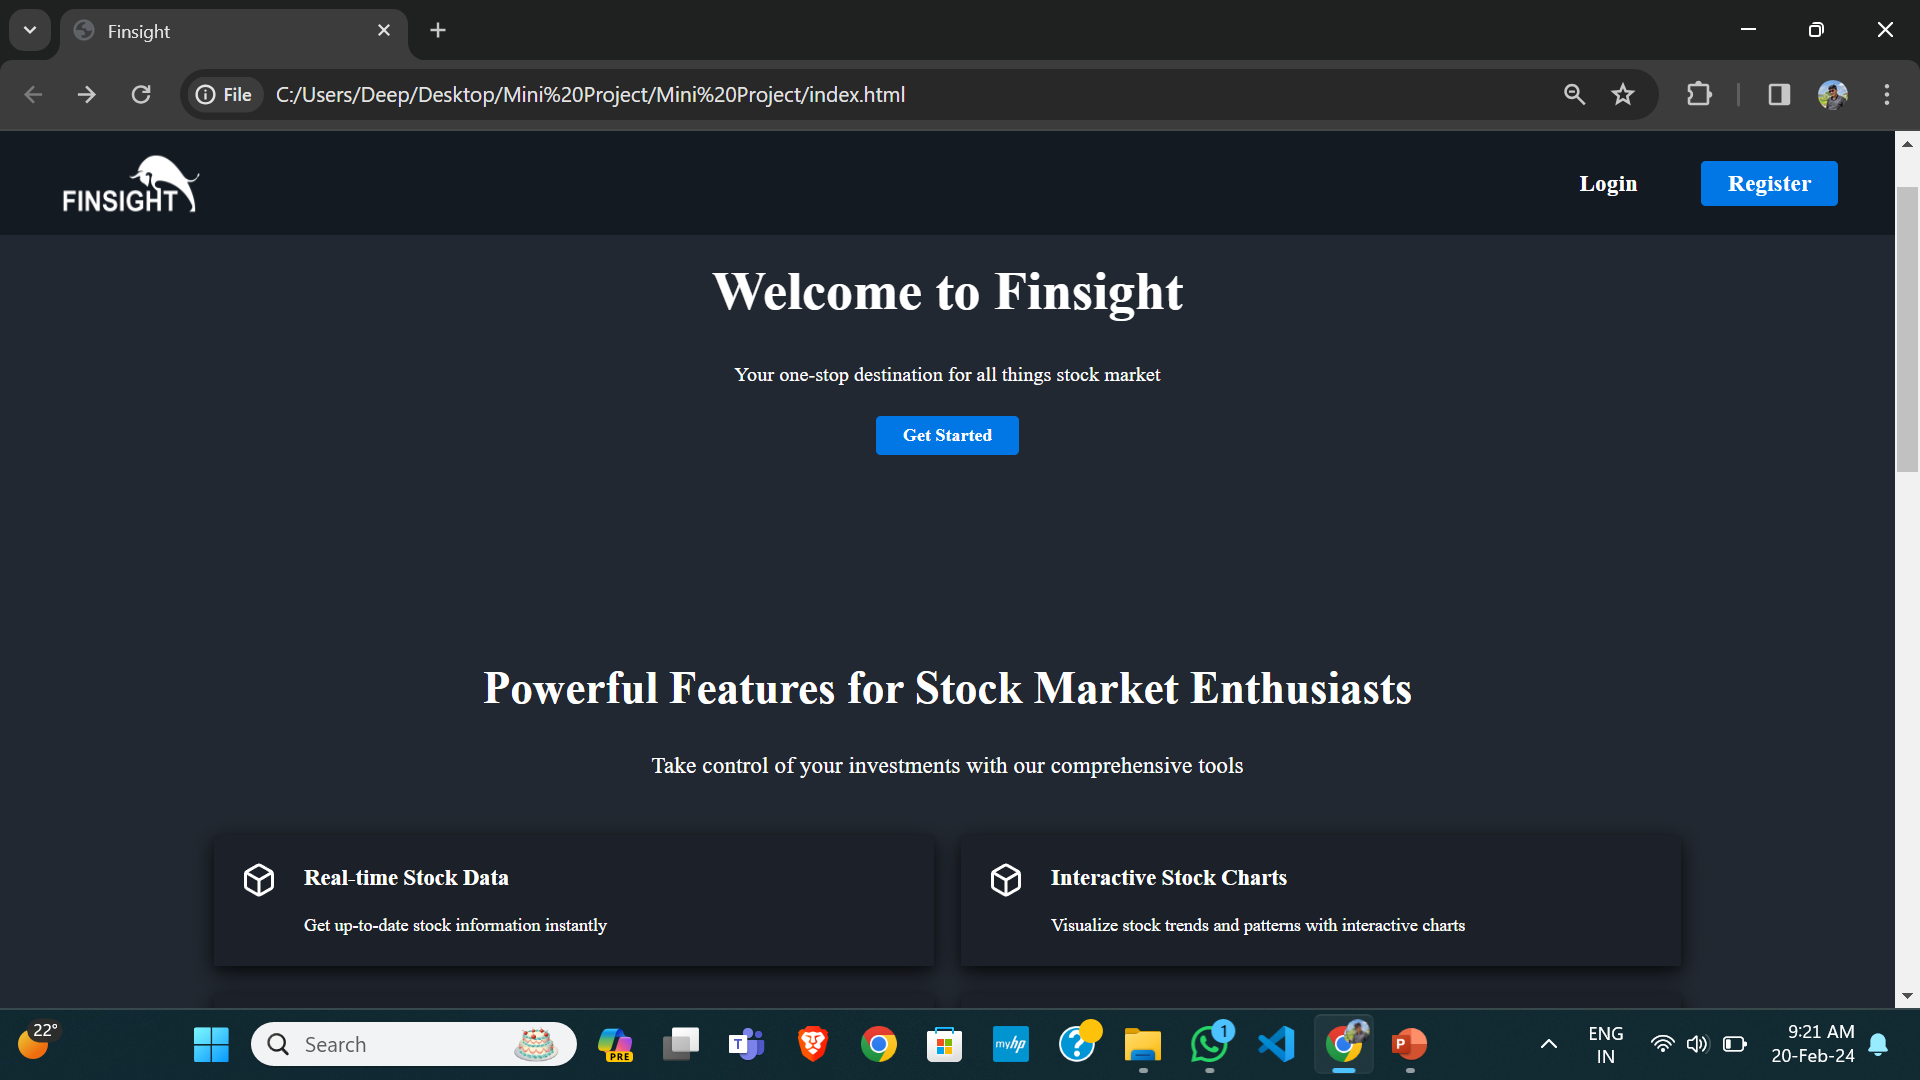 Finsight
File
C:/Users/Deep/Desktop/Mini%20Project/Mini%20Project/index.html
FINSIGHT
Login
Register
Welcome to Finsight
Your one-stop destination for all things stock market
Get Started
Powerful Features for Stock Market Enthusiasts
Take control of your investments with our comprehensive tools
Real-time Stock Data
Get up-to-date stock information instantly
Interactive Stock Charts
Visualize stock trends and patterns with interactive charts
22°
Search
PRE
T
myhp
?
1
P
ENG
IN
9:21 AM
20-Feb-24